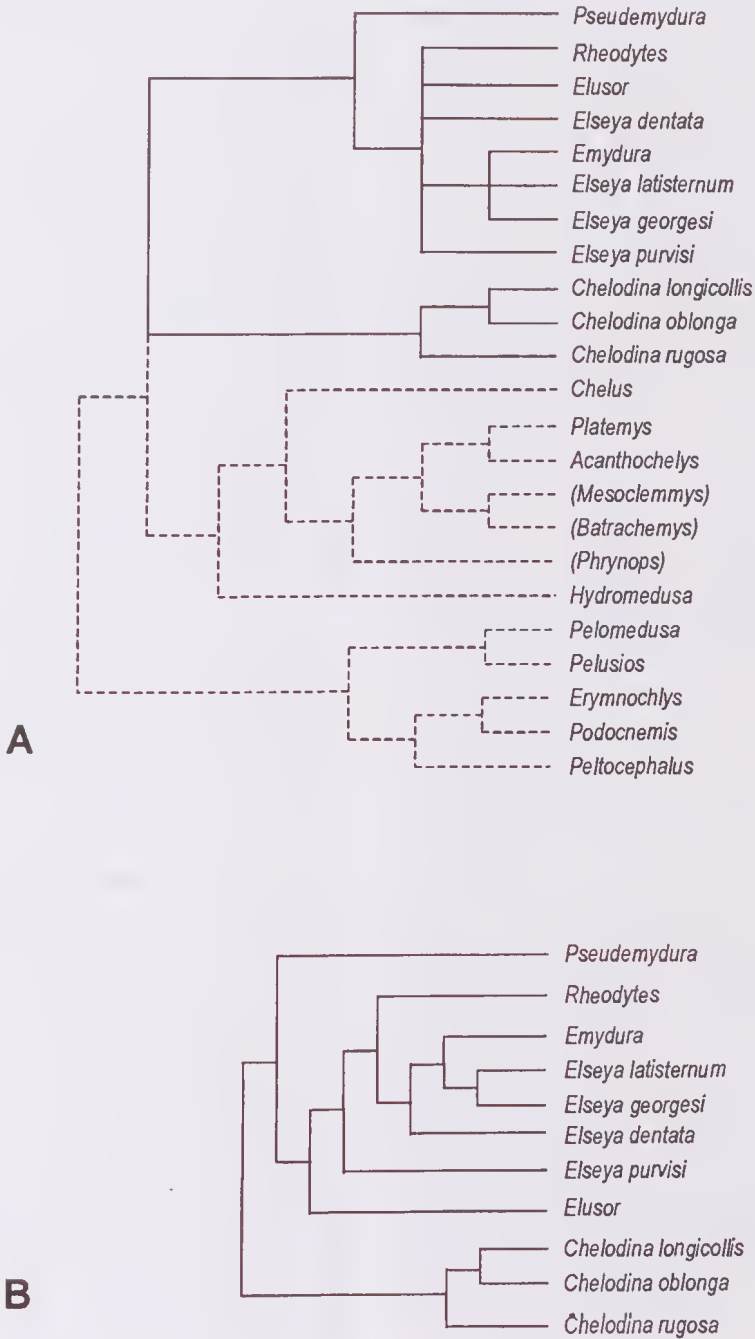 Pseudemydura
Rheodytes
Elusor
Elseya dentata
Emydura
Elseya latisternum
Elseya georgesi
Elseya purvisi
Chelodina longicollis
Chelodina oblonga
Chelodina rugosa
Chelus
Platemys
Acanthochelys
(Mesoclemmys)
(Batrachemys)
(Phrynops)
Hydromedusa
Pelomedusa
Pelusios
Erymnochlys
Podocnemis
A
Peltocephalus
Pseudemydura
Rheodytes
Emydura
Elseya latisternum
Elseya georgesi
Elseya dentata
Elseya purvisi
Elusor
Chelodina longicollis
Chelodina oblonga
B
Chelodina rugosa